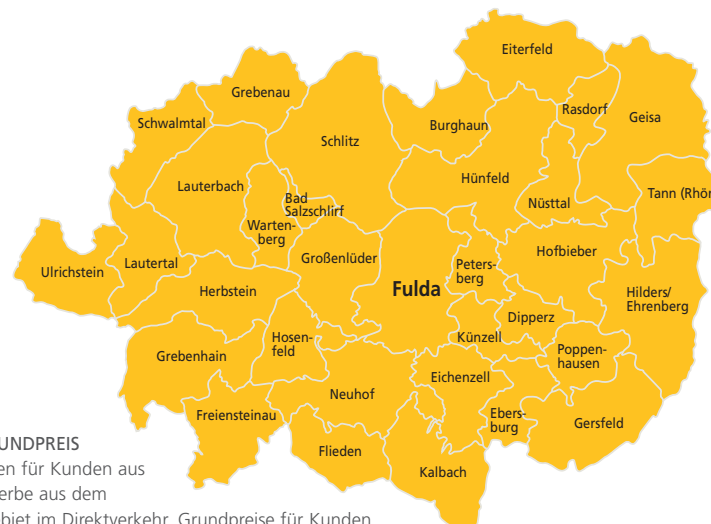 Eiterfeld
Grebenau
Rasdorf
Geisa
Schwalmtal
Burghaun
Schlitz
Hünfeld
Lauterbach
Tann (Rhön
Bad
Salzschlirf
Nüsttal
Warten-
berg
Hofbieber
Großenlüder
Lautertal
Peters-
berg
Ulrichstein
Fulda
Herbstein
Hilders/
Ehrenberg
Dipperz
Künzell
Hosen-
feld
Grebenhain
Poppen-
hausen
Eichenzell
Neuhof
Freiensteinau
Ebers-
burg
Gersfeld
Flieden
Kalbach
UNDPREIS
en für Kunden aus
erbe aus dem
biet im Direktverkehr. Grundpreise für Kunden